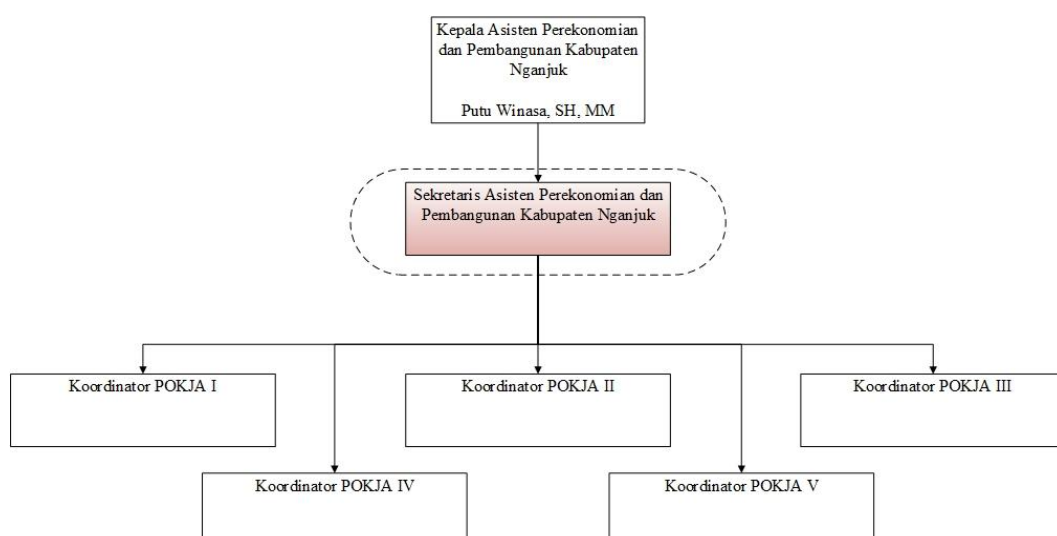 Kepala Asisten Perekonomian
dan Pembangunan Kabupaten
Nganjuk
Putu Winasa, SH, MM
Sekretaris Asisten Perekonomian dan
Pembangunan Kabupaten Nganjuk
Koordinator POKJA I
Koordinator POKJA II
Koordinator POKJA III
Koordinator POKJA IV
Koordinator POKJA V